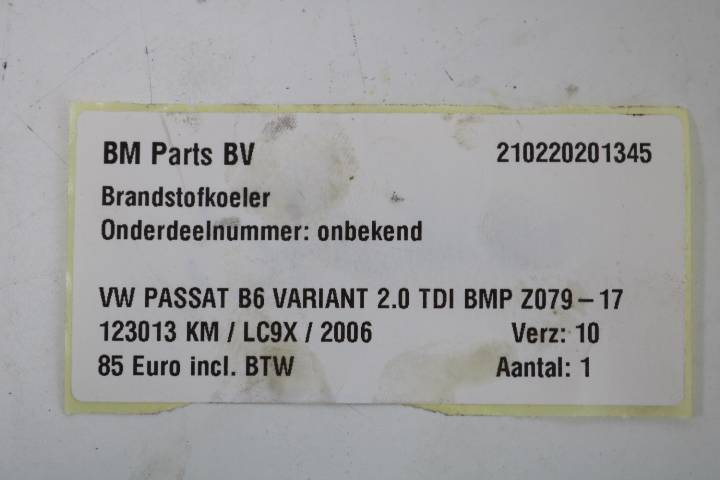 BM Parts BV 210220201345
Brandstofkoeler
Onderdeelnummer: onbekend
VW PASSAT B6 VARIANT 2.0 TDI BMP Z079-17
123013 KM / LC9X / 2006 Verz: 10
85 Euro incl. BTW Aantal: 1